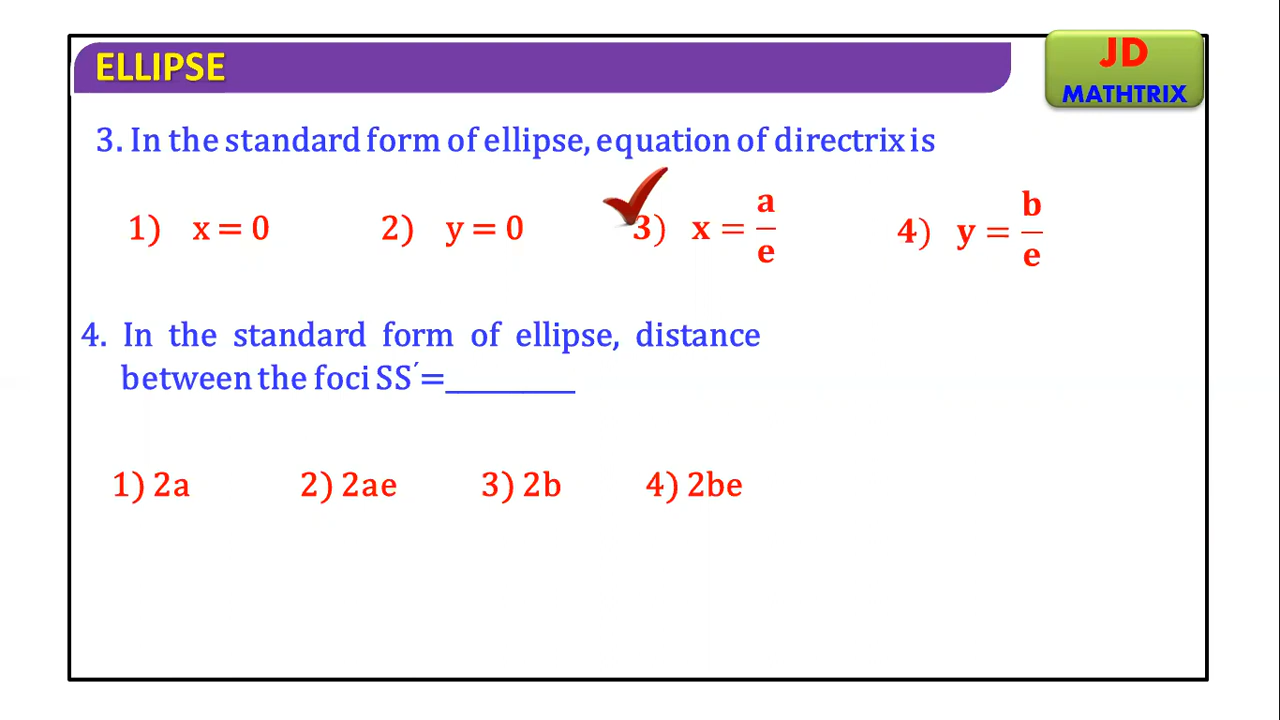 ELLIPSE
JD
MATHTRIX
3. In the standard form of ellipse, equation of directrix is
1) x = 0 2) y = 0 3) x = a/e 4) y = b/e
4. In the standard form of ellipse, distance
between the foci SS′=_________
1) 2a 2) 2ae 3) 2b 4) 2be